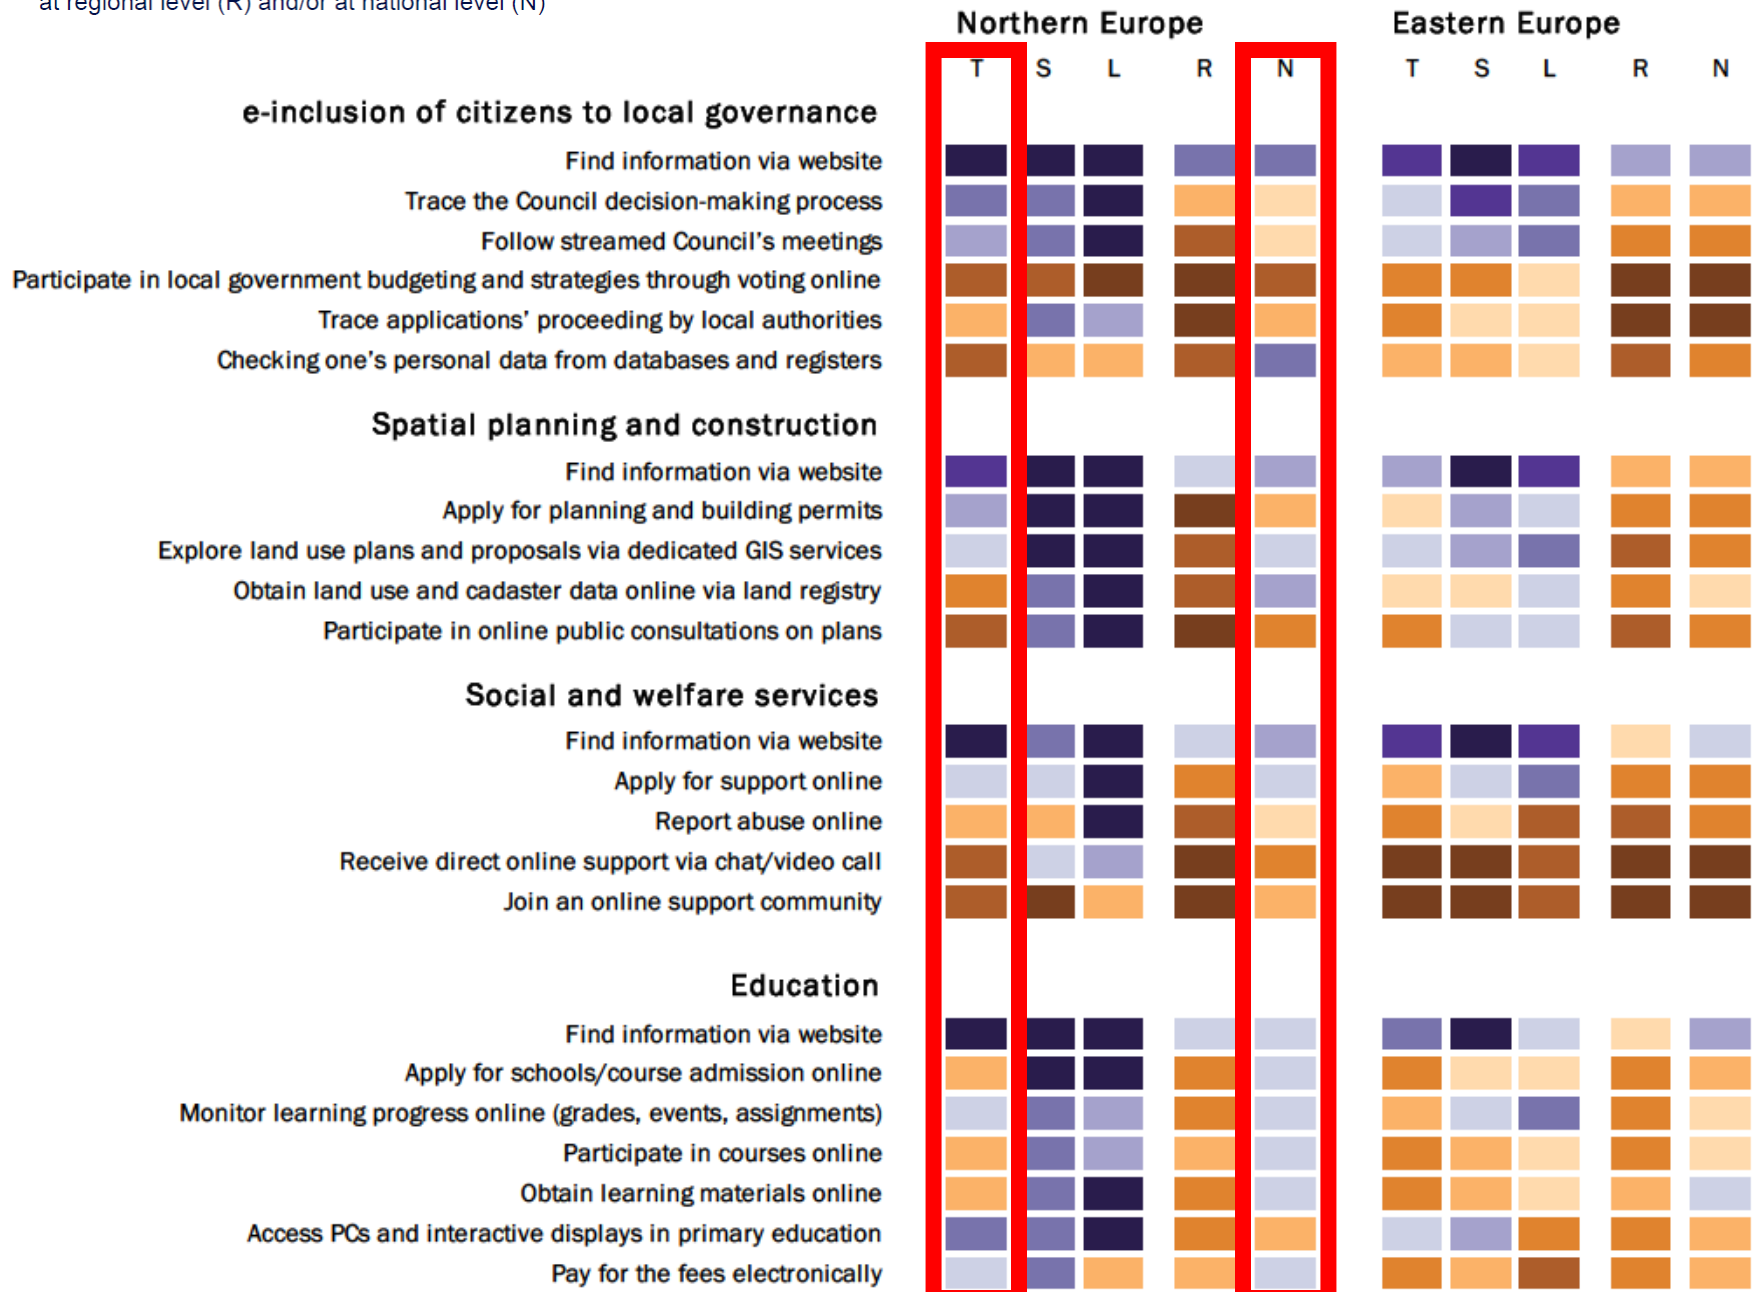 at regional level (R) and/or at national level (N)
Northern Europe Eastern Europe
T S L R N T S L R N
e-inclusion of citizens to local governance
Find information via website
Trace the Council decision-making process
Follow streamed Council's meetings
Participate in local government budgeting and strategies through voting online
Trace applications' proceeding by local authorities
Checking one's personal data from databases and registers
Spatial planning and construction
Find information via website
Apply for planning and building permits
Explore land use plans and proposals via dedicated GIS services
Obtain land use and cadaster data online via land registry
Participate in online public consultations on plans
Social and welfare services
Find information via website
Apply for support online
Report abuse online
Receive direct online support via chat/video call
Join an online support community
Education
Find information via website
Apply for schools/course admission online
Monitor learning progress online (grades, events, assignments)
Participate in courses online
Obtain learning materials online
Access PCs and interactive displays in primary education
Pay for the fees electronically